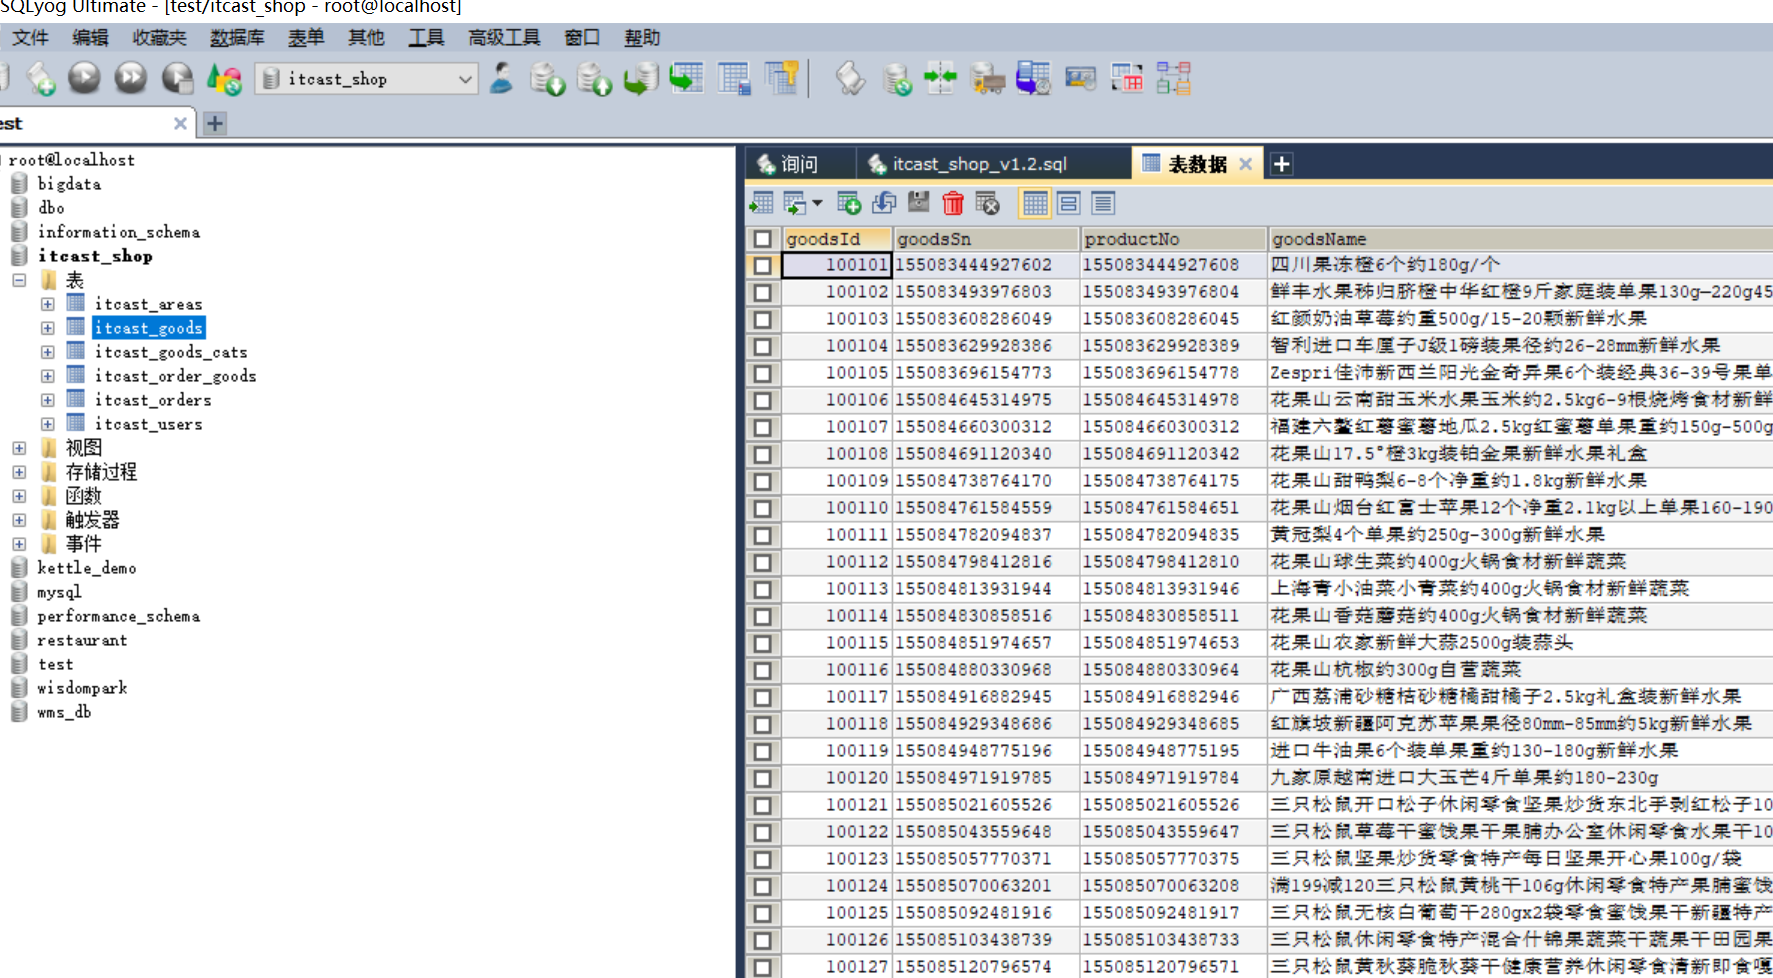 SQLyog Ultimate - [test/itcast_shop - root@localhost]
文件 编辑 收藏夹 数据库 表单 其他 工具 高级工具 窗口 帮助
itcast_shop
est
root@localhost
bigdata
dbo
information_schema
itcast_shop
表
itcast_areas
itcast_goods
itcast_goods_cats
itcast_order_goods
itcast_orders
itcast_users
视图
存储过程
函数
触发器
事件
kettle_demo
mysql
performance_schema
restaurant
test
wisdompark
wms_db
询问 itcast_shop_v1.2.sql 表数据
goodsId goodsSn productNo goodsName
100101 155083444927602 155083444927608 四川果冻橙6个约180g/个
100102 155083493976803 155083493976804 鲜丰水果秭归脐橙中华红橙9斤家庭装单果130g—220g45
100103 155083608286049 155083608286045 红颜奶油草莓约重500g/15-20颗新鲜水果
100104 155083629928386 155083629928389 智利进口车厘子J级1磅装果径约26-28mm新鲜水果
100105 155083696154773 155083696154778 Zespri佳沛新西兰阳光金奇异果6个装经典36-39号果单
100106 155084645314975 155084645314978 花果山云南甜玉米水果玉米约2.5kg6-9根烧烤食材新鲜
100107 155084660300312 155084660300312 福建六鳌红薯蜜薯地瓜2.5kg红蜜薯单果重约150g-500g
100108 155084691120340 155084691120342 花果山17.5°橙3kg装铂金果新鲜水果礼盒
100109 155084738764170 155084738764175 花果山甜鸭梨6-8个净重约1.8kg新鲜水果
100110 155084761584559 155084761584651 花果山烟台红富士苹果12个净重2.1kg以上单果160-190
100111 155084782094837 155084782094835 黄冠梨4个单果约250g-300g新鲜水果
100112 155084798412816 155084798412810 花果山球生菜约400g火锅食材新鲜蔬菜
100113 155084813931944 155084813931946 上海青小油菜小青菜约400g火锅食材新鲜蔬菜
100114 155084830858516 155084830858511 花果山香菇蘑菇约400g火锅食材新鲜蔬菜
100115 155084851974657 155084851974653 花果山农家新鲜大蒜2500g装蒜头
100116 155084880330968 155084880330964 花果山杭椒约300g自营蔬菜
100117 155084916882945 155084916882946 广西荔浦砂糖桔砂糖橘甜橘子2.5kg礼盒装新鲜水果
100118 155084929348686 155084929348685 红旗坡新疆阿克苏苹果果径80mm-85mm约5kg新鲜水果
100119 155084948775196 155084948775195 进口牛油果6个装单果重约130-180g新鲜水果
100120 155084971919785 155084971919784 九家原越南进口大玉芒4斤单果约180-230g
100121 155085021605526 155085021605526 三只松鼠开口松子休闲零食坚果炒货东北手剥红松子10
100122 155085043559648 155085043559647 三只松鼠草莓干蜜饯果干果脯办公室休闲零食水果干10
100123 155085057770371 155085057770375 三只松鼠坚果炒货零食特产每日坚果开心果100g/袋
100124 155085070063201 155085070063208 满199减120三只松鼠黄桃干106g休闲零食特产果脯蜜饯
100125 155085092481916 155085092481917 三只松鼠无核白葡萄干280gx2袋零食蜜饯果干新疆特产
100126 155085103438739 155085103438733 三只松鼠休闲零食特产混合什锦果蔬菜干蔬果干田园果
100127 155085120796574 155085120796571 三只松鼠黄秋葵脆秋葵干健康营养休闲零食清新即食嘎